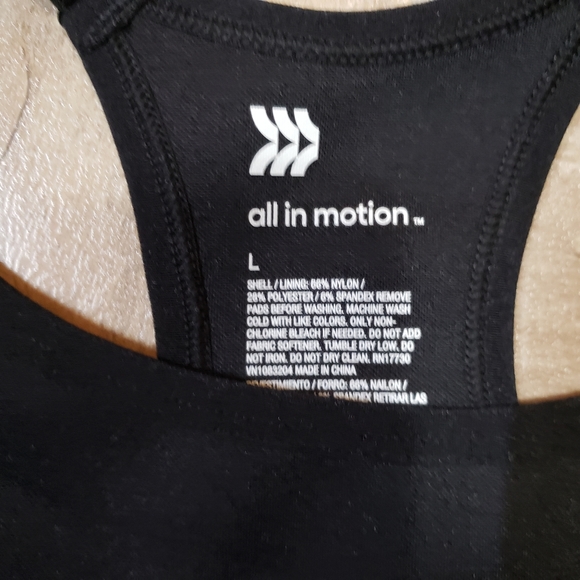 all in motion™
L
SHELL / LINING: 66% NYLON /
28% POLYESTER / 6% SPANDEX REMOVE
PADS BEFORE WASHING. MACHINE WASH
COLD WITH LIKE COLORS. ONLY NON-
CHLORINE BLEACH IF NEEDED. DO NOT ADD
FABRIC SOFTENER. TUMBLE DRY LOW. DO
NOT IRON. DO NOT DRY CLEAN. RN17730
VN1083204 MADE IN CHINA
REVESTIMIENTO / FORRO: 66% NAILON /
SPANDEX RETIRAR LAS